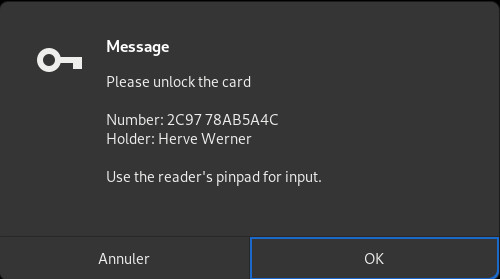 Message
Please unlock the card
Number: 2C97 78AB5A4C
Holder: Herve Werner
Use the reader's pinpad for input.
Annuler
OK